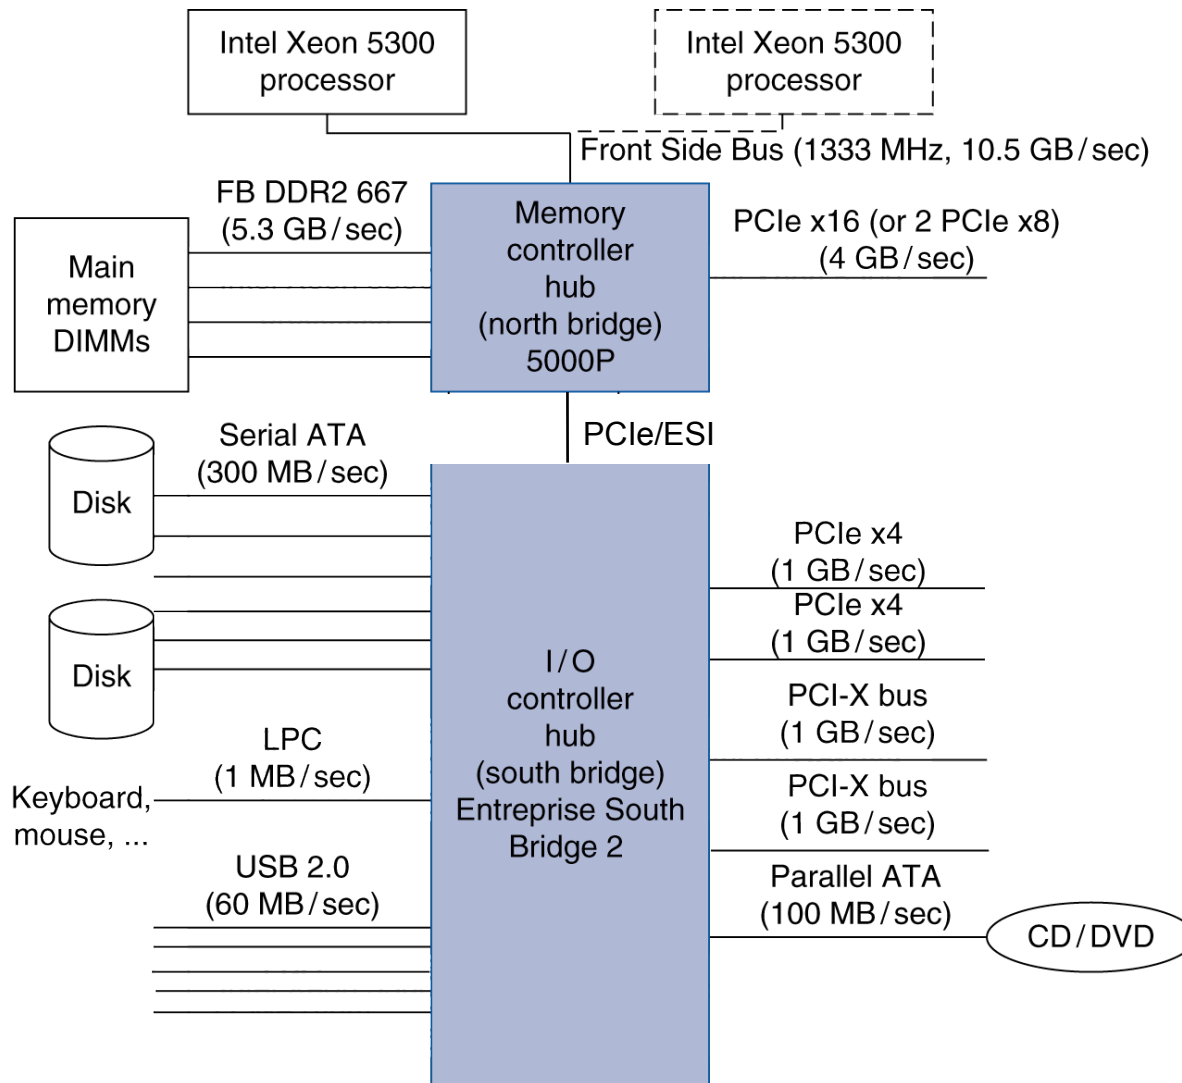 Intel Xeon 5300
processor
Intel Xeon 5300
processor
Front Side Bus (1333 MHz, 10.5 GB/sec)
FB DDR2 667
(5.3 GB/sec)
Main
memory
DIMMs
Memory
controller
hub
(north bridge)
5000P
PCIe x16 (or 2 PCIe x8)
(4 GB/sec)
PCIe/ESI
Serial ATA
(300 MB/sec)
Disk
Disk
LPC
(1 MB/sec)
Keyboard,
mouse, ...
USB 2.0
(60 MB/sec)
I/O
controller
hub
(south bridge)
Entreprise South
Bridge 2
PCIe x4
(1 GB/sec)
PCIe x4
(1 GB/sec)
PCI-X bus
(1 GB/sec)
PCI-X bus
(1 GB/sec)
Parallel ATA
(100 MB/sec)
CD/DVD